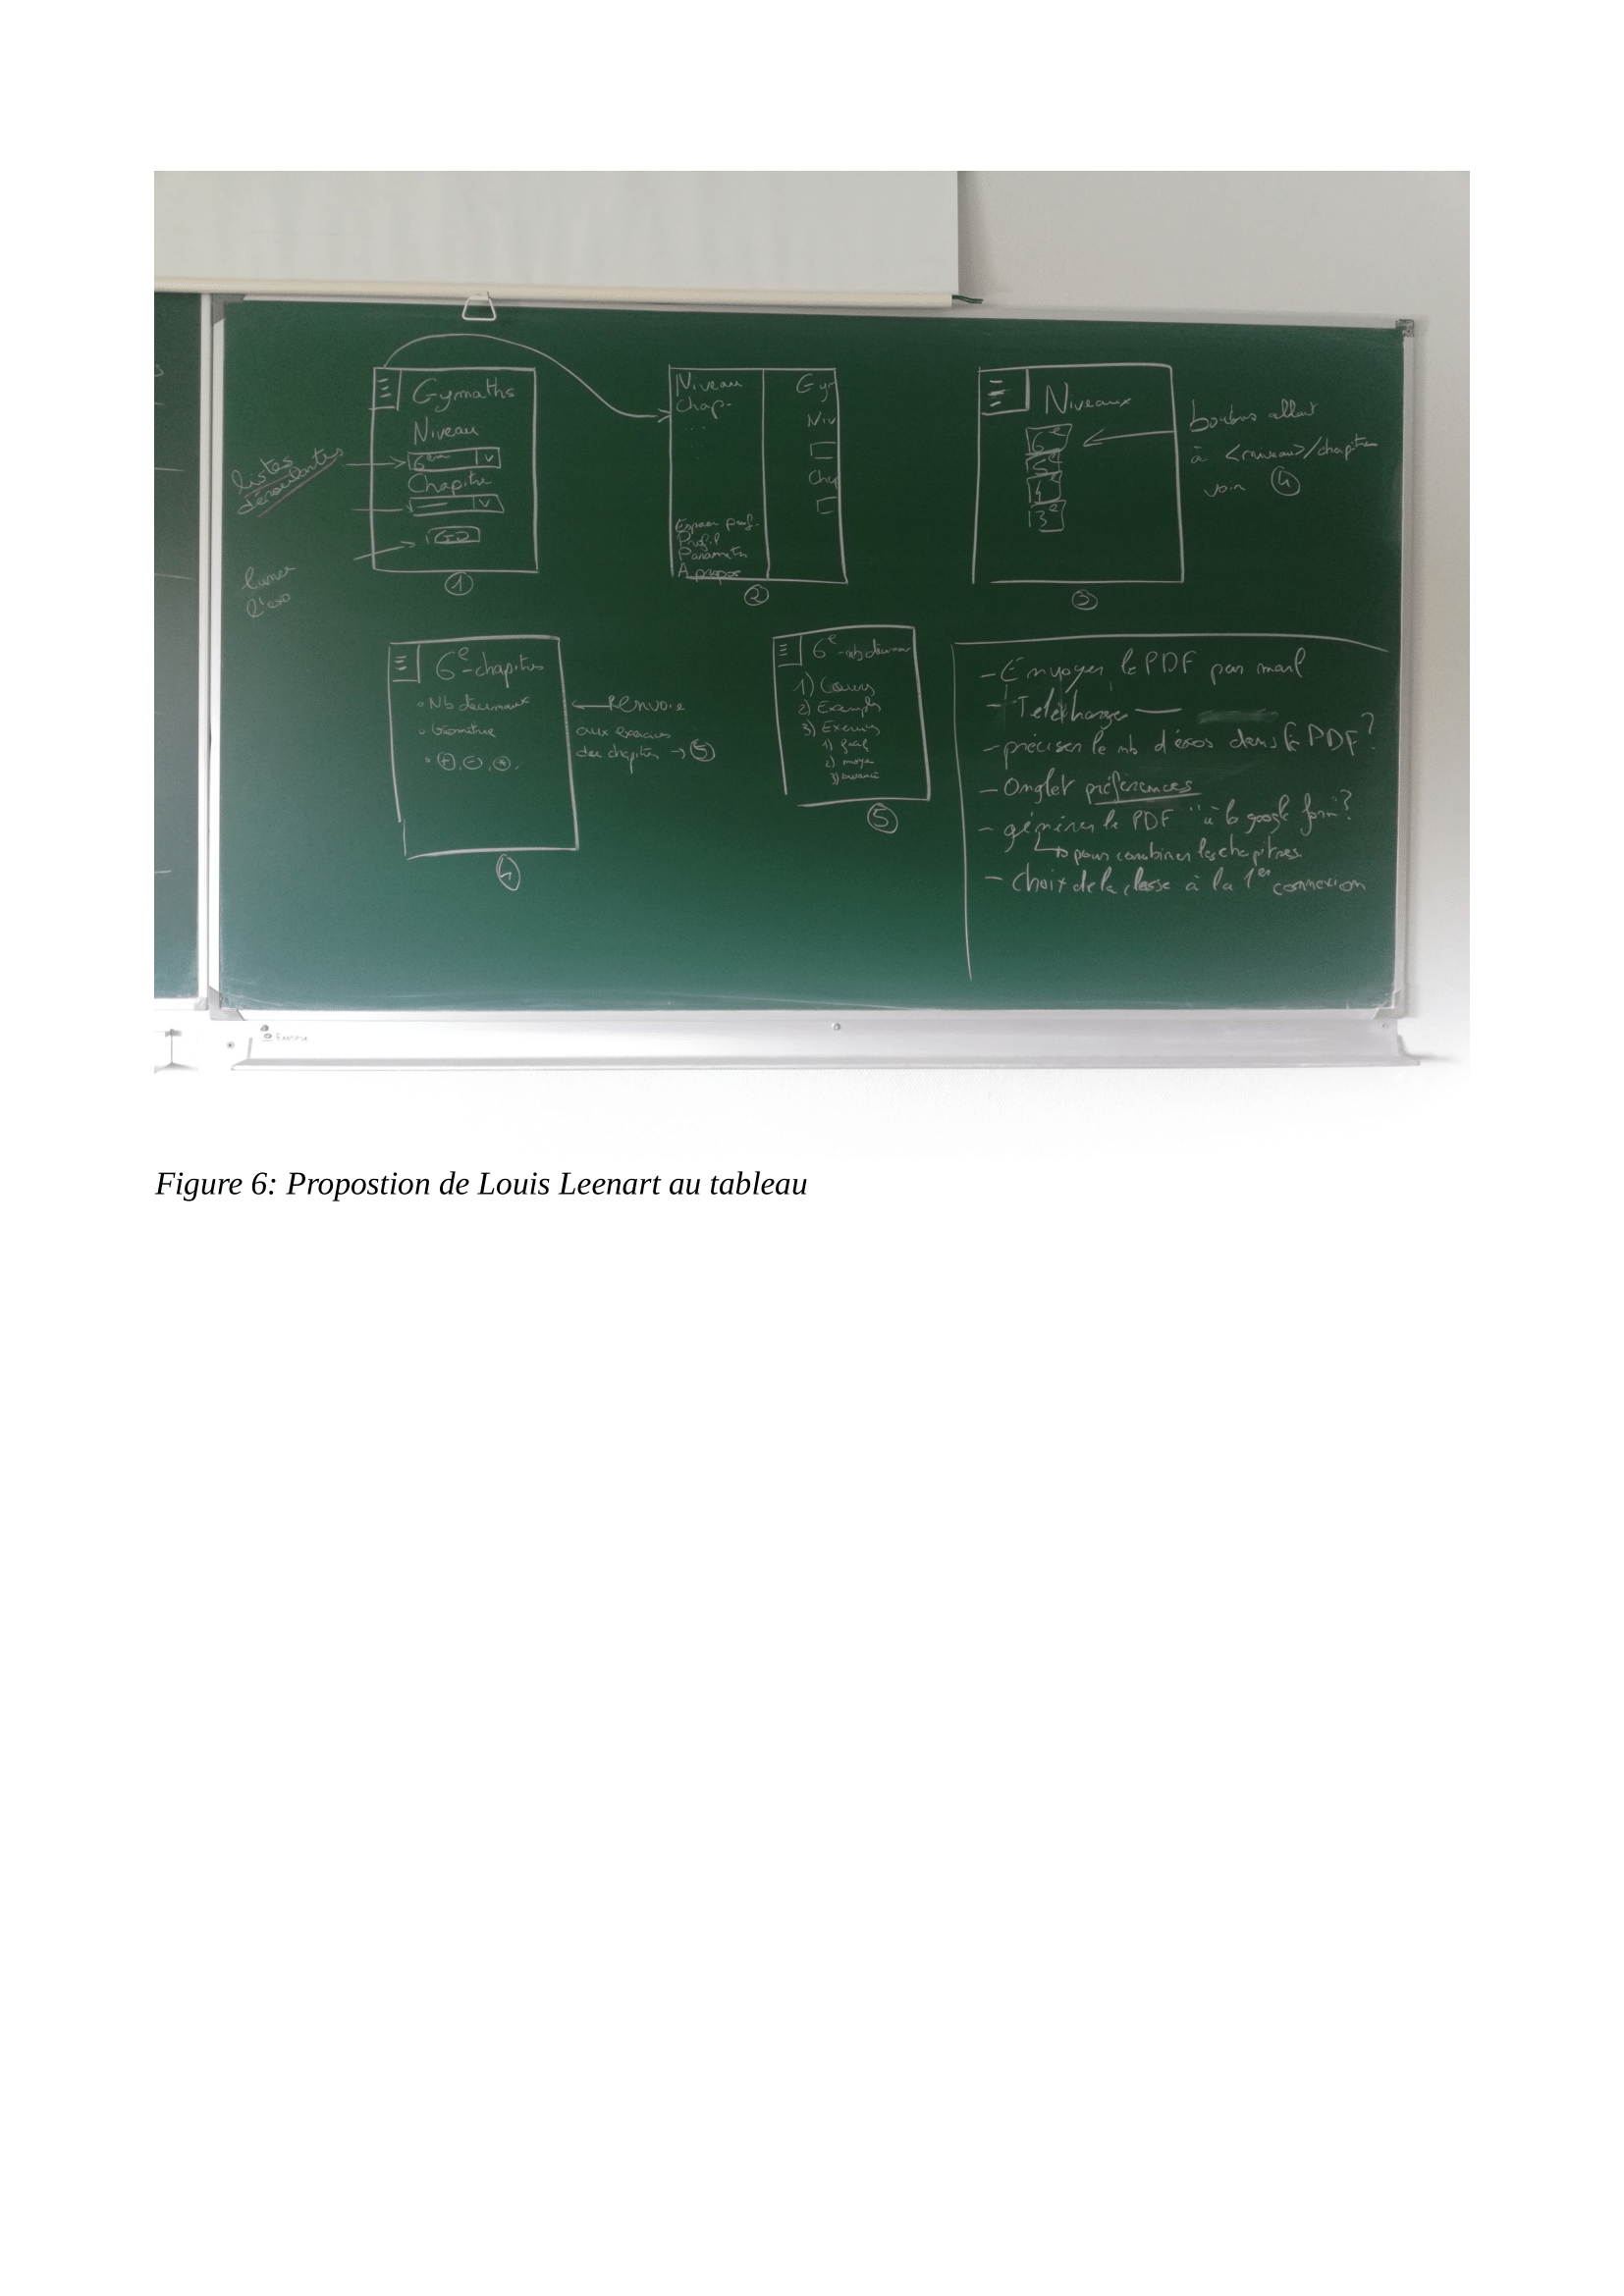 Gymaths
Niveau
listes
déroulantes
6ème V
Chapitre
V
GO
lancer
l'exo
1
Niveau
Chap.
Gym
Niv
Chap
Espace prof.
Profil
Paramètres
A propos
2
Niveaux
6e
5e
4e
3e
boutons allant
à <niveau>/chapitre
voir 4
3
6e-chapitres
Nb décimaux
Géométrie
+, -, *,
Renvoie
aux exercices
des chapitres → 5
4
6e-nb décimaux
1) Cours
2) Exemples
3) Exercices
1) facil
2) moyen
3)
5
- Envoyer le PDF par mail
- Télécharger —
- préciser le nb d'exos dans le PDF?
- Onglet préférences
- générer le PDF "à la google form"?
↳ pour combiner les chapitres
- choix de la classe à la 1er connexion
Figure 6: Propostion de Louis Leenart au tableau